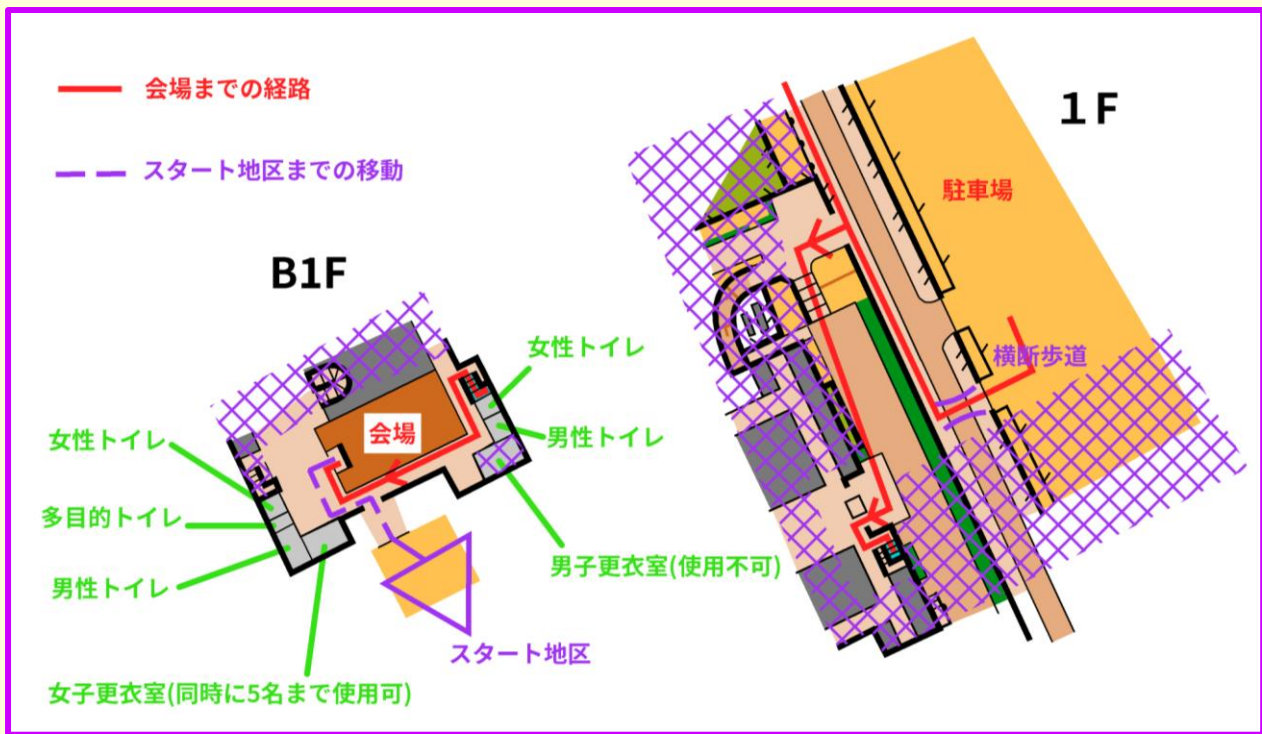 会場までの経路
スタート地区までの移動
1F
駐車場
横断歩道
B1F
女性トイレ
男性トイレ
会場
女性トイレ
多目的トイレ
男性トイレ
男子更衣室(使用不可)
スタート地区
女子更衣室(同時に5名まで使用可)